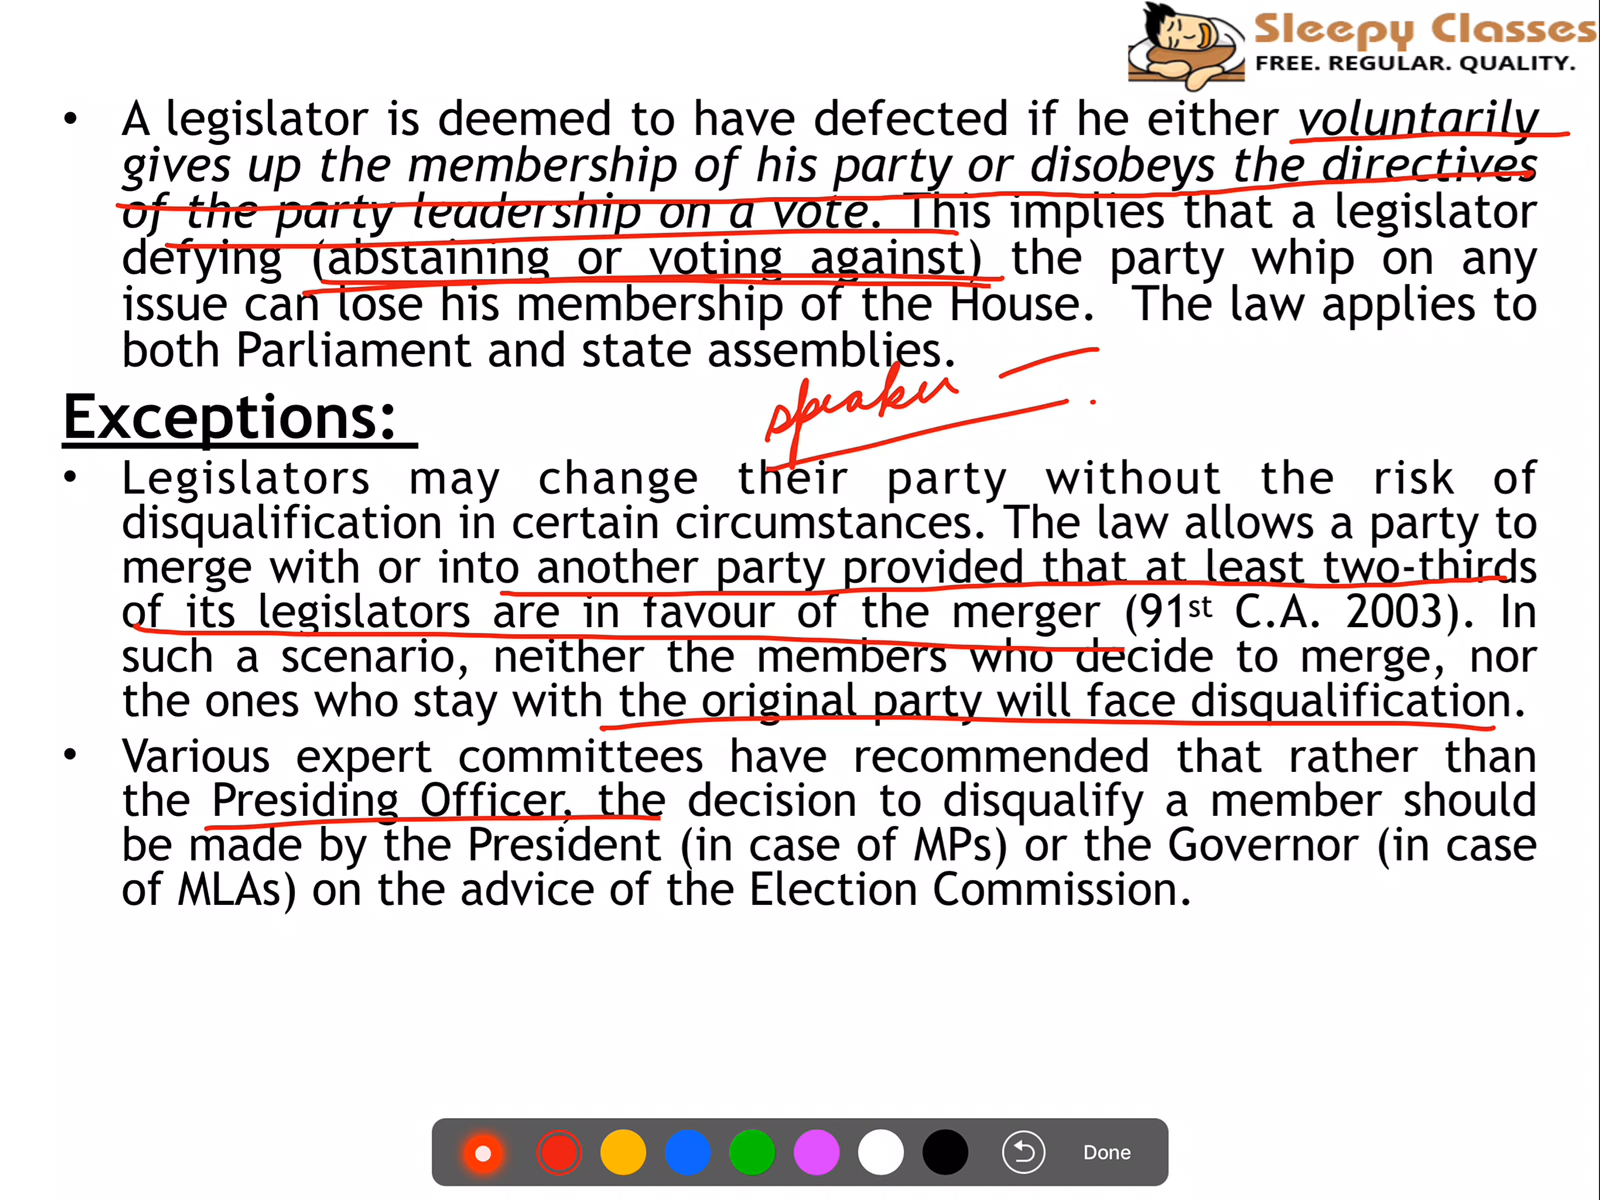 Sleepy Classes
FREE. REGULAR. QUALITY.
• A legislator is deemed to have defected if he either voluntarily
gives up the membership of his party or disobeys the directives
of the party leadership on a vote. This implies that a legislator
defying (abstaining or voting against) the party whip on any
issue can lose his membership of the House. The law applies to
both Parliament and state assemblies.
speaker
Exceptions:
• Legislators may change their party without the risk of
disqualification in certain circumstances. The law allows a party to
merge with or into another party provided that at least two-thirds
of its legislators are in favour of the merger (91st C.A. 2003). In
such a scenario, neither the members who decide to merge, nor
the ones who stay with the original party will face disqualification.
• Various expert committees have recommended that rather than
the Presiding Officer, the decision to disqualify a member should
be made by the President (in case of MPs) or the Governor (in case
of MLAs) on the advice of the Election Commission.
Done